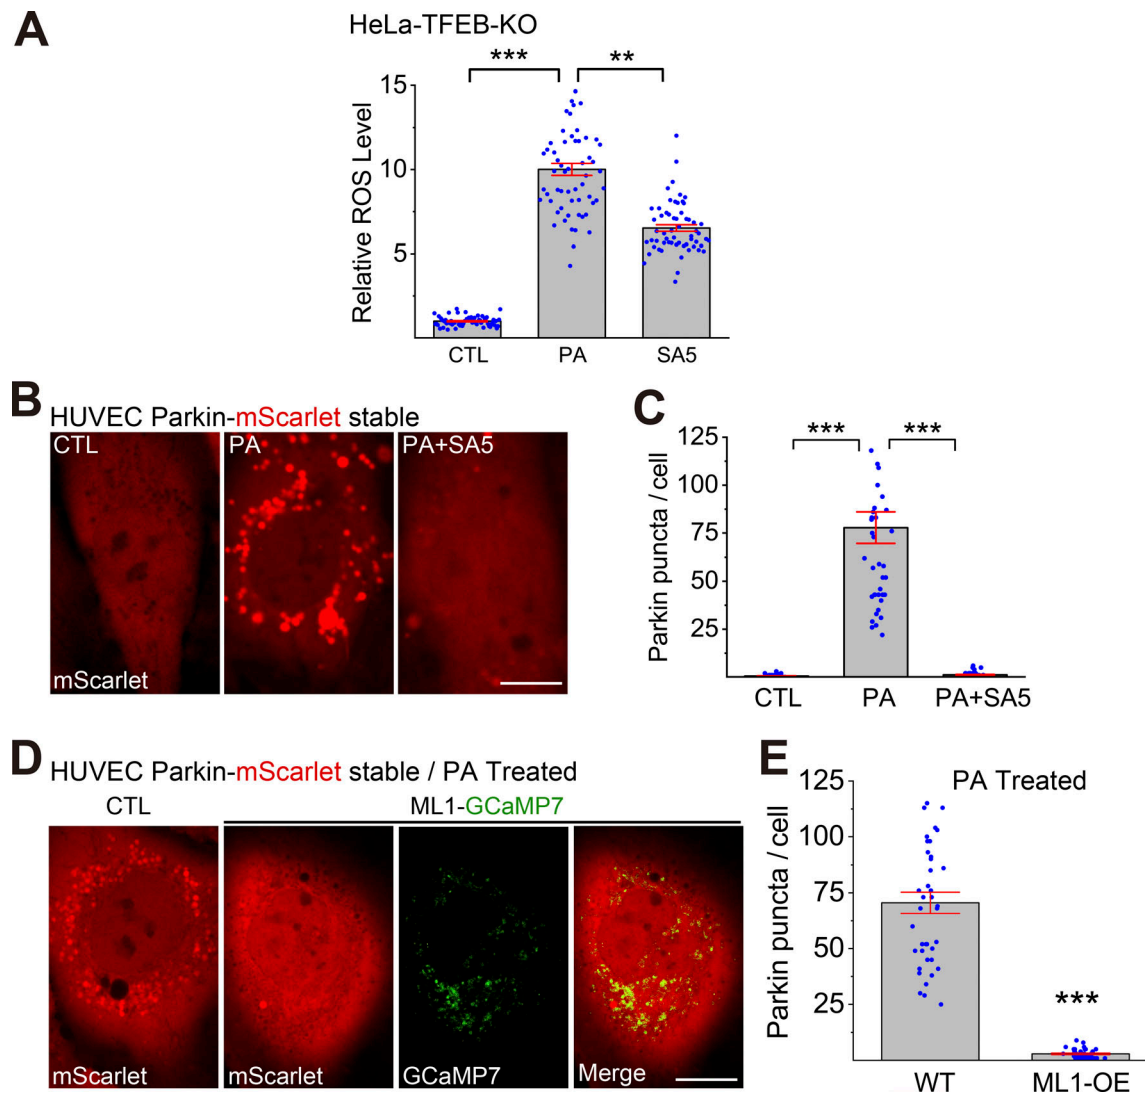 A
HeLa-TFEB-KO
*** **
Relative ROS Level
15
10
5
CTL PA SA5
B
HUVEC Parkin-mScarlet stable
CTL PA PA+SA5
mScarlet
C
*** ***
Parkin puncta / cell
125
100
75
50
25
CTL PA PA+SA5
D
HUVEC Parkin-mScarlet stable / PA Treated
CTL ML1-GCaMP7
mScarlet mScarlet GCaMP7 Merge
E
PA Treated
Parkin puncta / cell
125
100
75
50
25
***
WT ML1-OE